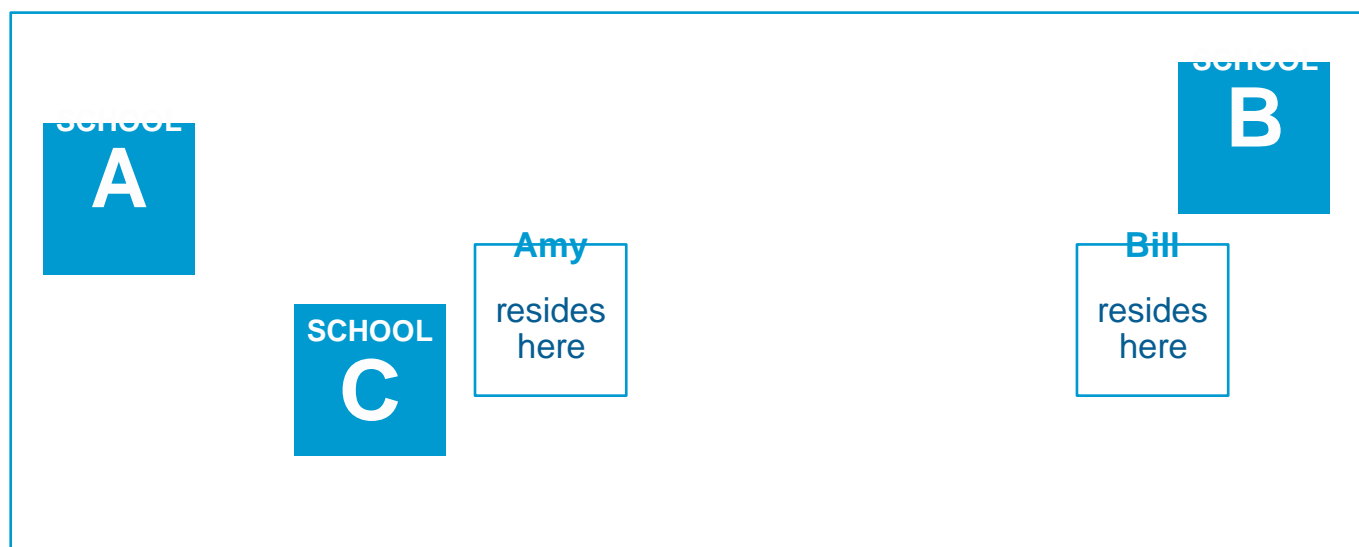 SCHOOL
B
SCHOOL
A
Amy
resides
here
Bill
resides
here
SCHOOL
C